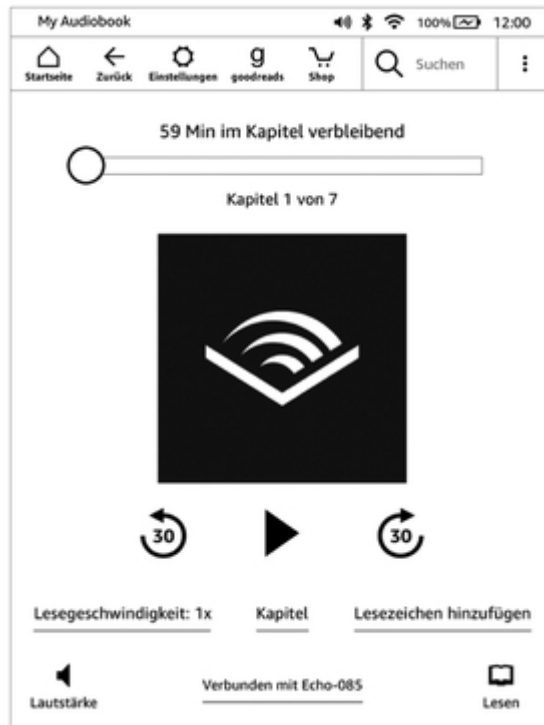 My Audiobook 100% 12:00
Startseite Zurück Einstellungen goodreads Shop Suchen
59 Min im Kapitel verbleibend
Kapitel 1 von 7
30 30
Lesegeschwindigkeit: 1x Kapitel Lesezeichen hinzufügen
Lautstärke Verbunden mit Echo-085 Lesen